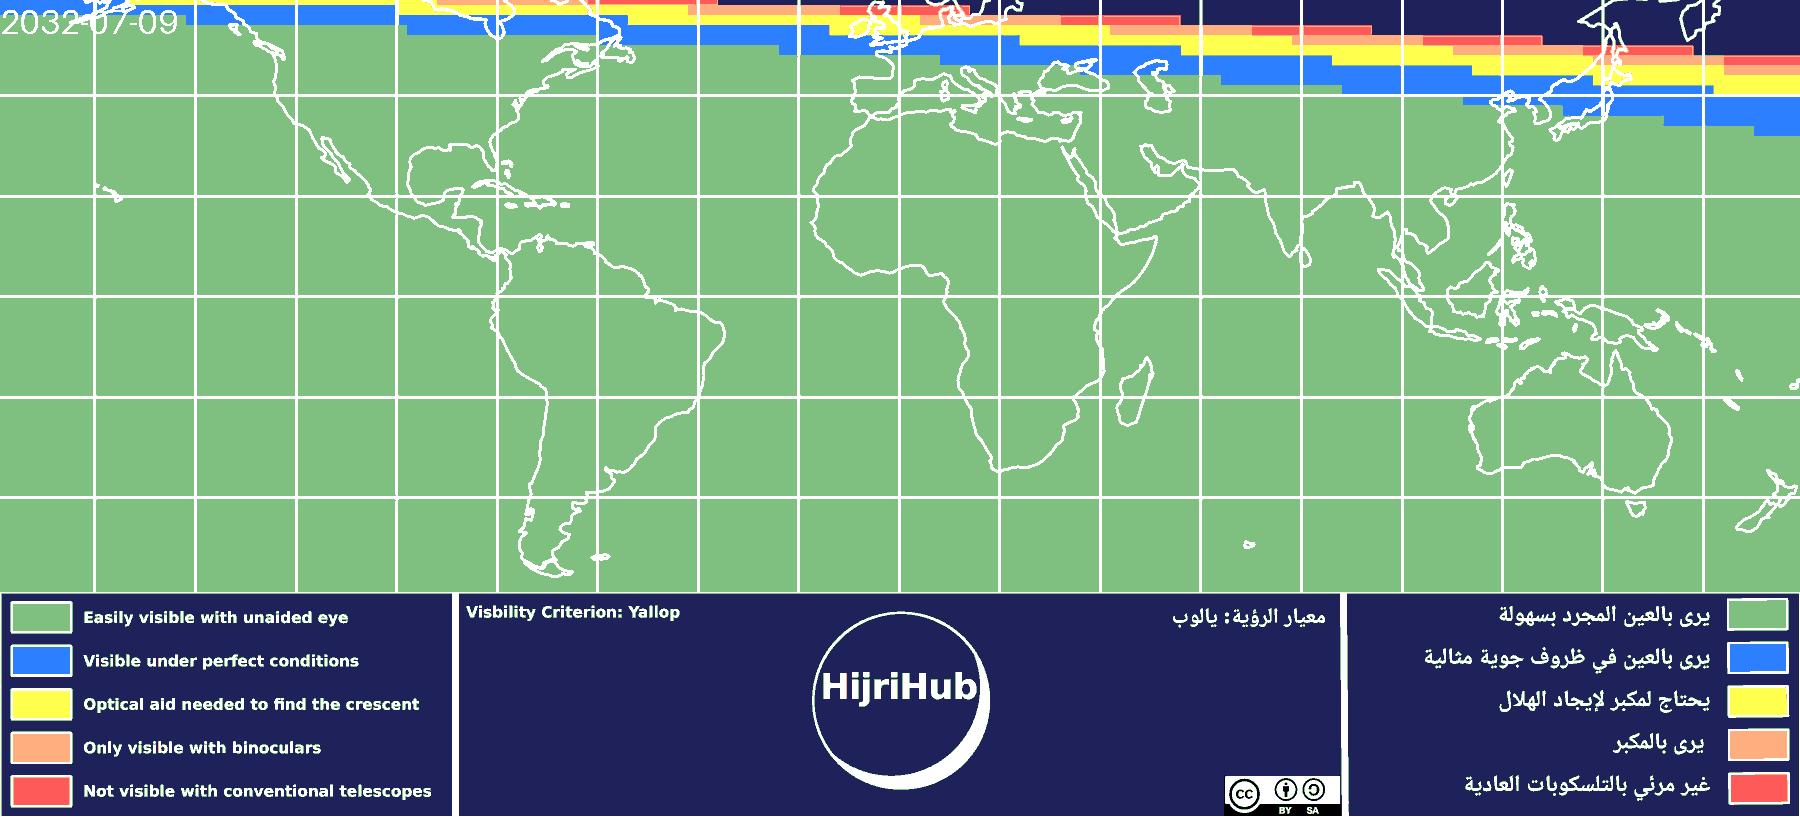 2032-07-09
Easily visible with unaided eye
Visible under perfect conditions
Optical aid needed to find the crescent
Only visible with binoculars
Not visible with conventional telescopes
Visbility Criterion: Yallop
معيار الرؤية: يالوب
HijriHub
cc
BY SA
يرى بالعين المجرد بسهولة
يرى بالعين في ظروف جوية مثالية
يحتاج لمكبر لإيجاد الهلال
يرى بالمكبر
غير مرئي بالتلسكوبات العادية